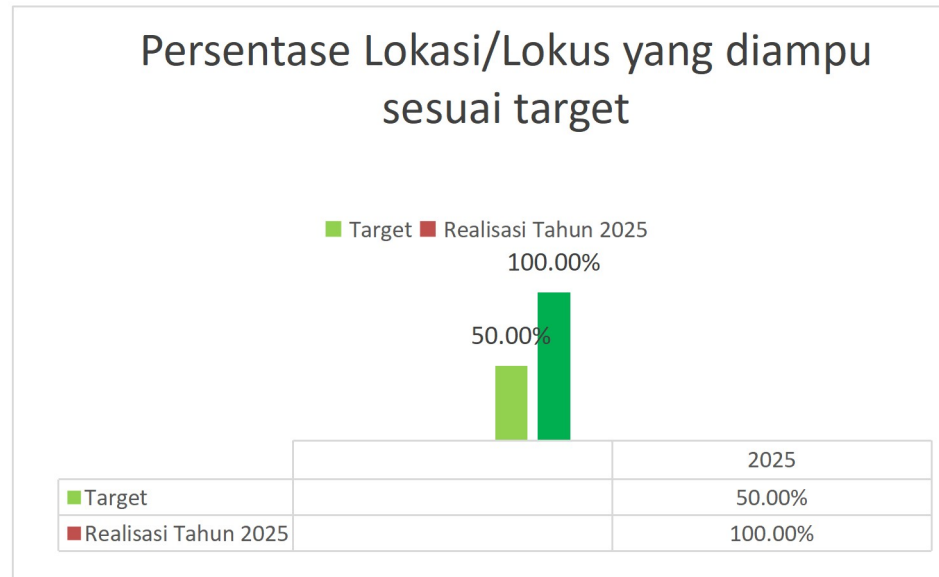 Persentase Lokasi/Lokus yang diampu
sesuai target
Target Realisasi Tahun 2025
100.00%
50.00%
2025
Target 50.00%
Realisasi Tahun 2025 100.00%